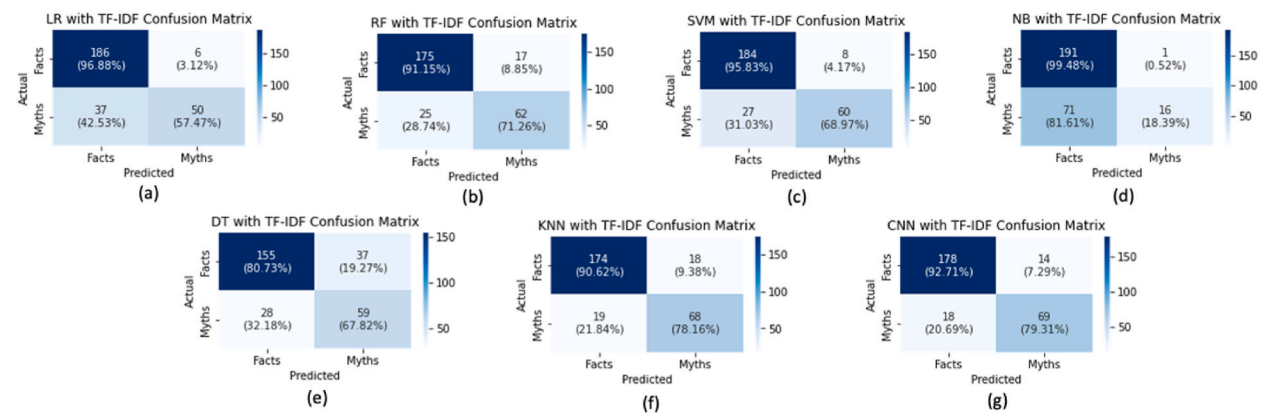 LR with TF-IDF Confusion Matrix
Actual
Facts
Myths
186
(96.88%)
6
(3.12%)
37
(42.53%)
50
(57.47%)
150
100
50
Facts
Myths
Predicted
(a)
RF with TF-IDF Confusion Matrix
Actual
Facts
Myths
175
(91.15%)
17
(8.85%)
25
(28.74%)
62
(71.26%)
150
100
50
Facts
Myths
Predicted
(b)
SVM with TF-IDF Confusion Matrix
Actual
Facts
Myths
184
(95.83%)
8
(4.17%)
27
(31.03%)
60
(68.97%)
150
100
50
Facts
Myths
Predicted
(c)
NB with TF-IDF Confusion Matrix
Actual
Facts
Myths
191
(99.48%)
1
(0.52%)
71
(81.61%)
16
(18.39%)
150
100
50
Facts
Myths
Predicted
(d)
DT with TF-IDF Confusion Matrix
Actual
Facts
Myths
155
(80.73%)
37
(19.27%)
28
(32.18%)
59
(67.82%)
150
100
50
Facts
Myths
Predicted
(e)
KNN with TF-IDF Confusion Matrix
Actual
Facts
Myths
174
(90.62%)
18
(9.38%)
19
(21.84%)
68
(78.16%)
150
100
50
Facts
Myths
Predicted
(f)
CNN with TF-IDF Confusion Matrix
Actual
Facts
Myths
178
(92.71%)
14
(7.29%)
18
(20.69%)
69
(79.31%)
150
100
50
Facts
Myths
Predicted
(g)